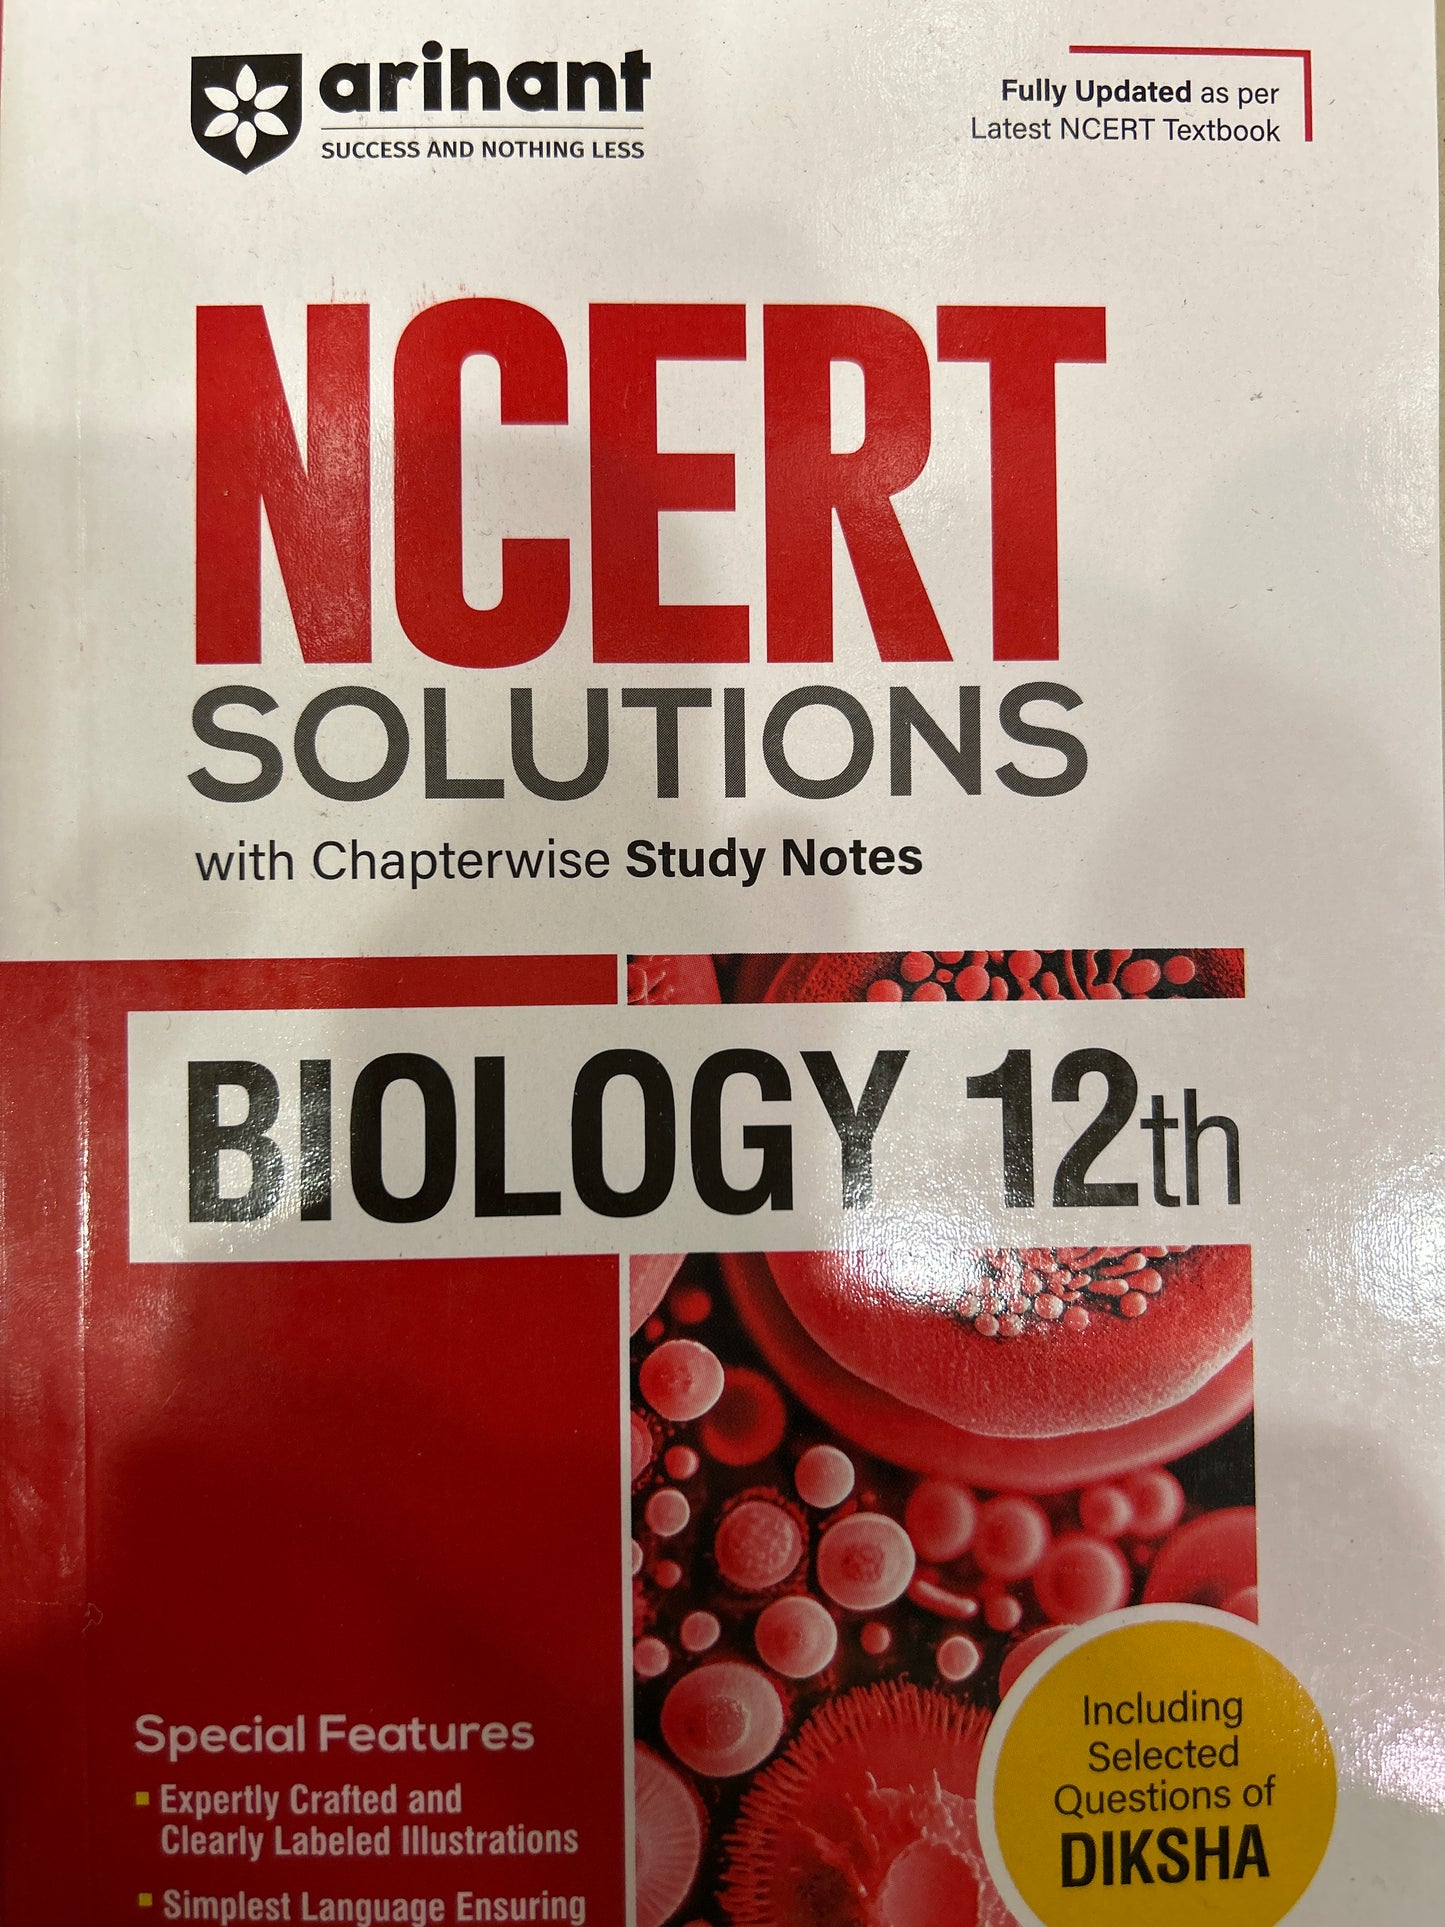 arihant
SUCCESS AND NOTHING LESS
Fully Updated as per
Latest NCERT Textbook
NCERT
SOLUTIONS
with Chapterwise Study Notes
BIOLOGY 12th
Special Features
Expertly Crafted and
Clearly Labeled Illustrations
Simplest Language Ensuring
Including
Selected
Questions of
DIKSHA